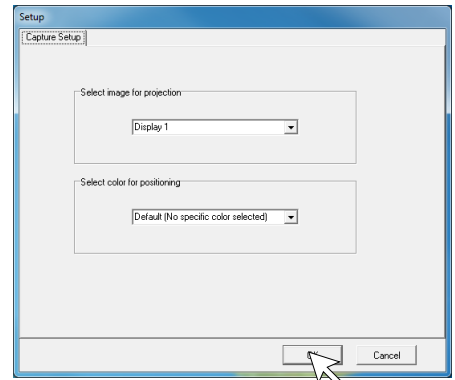 Setup
Capture Setup
Select image for projection
Display 1
Select color for positioning
Default (No specific color selected)
Cancel